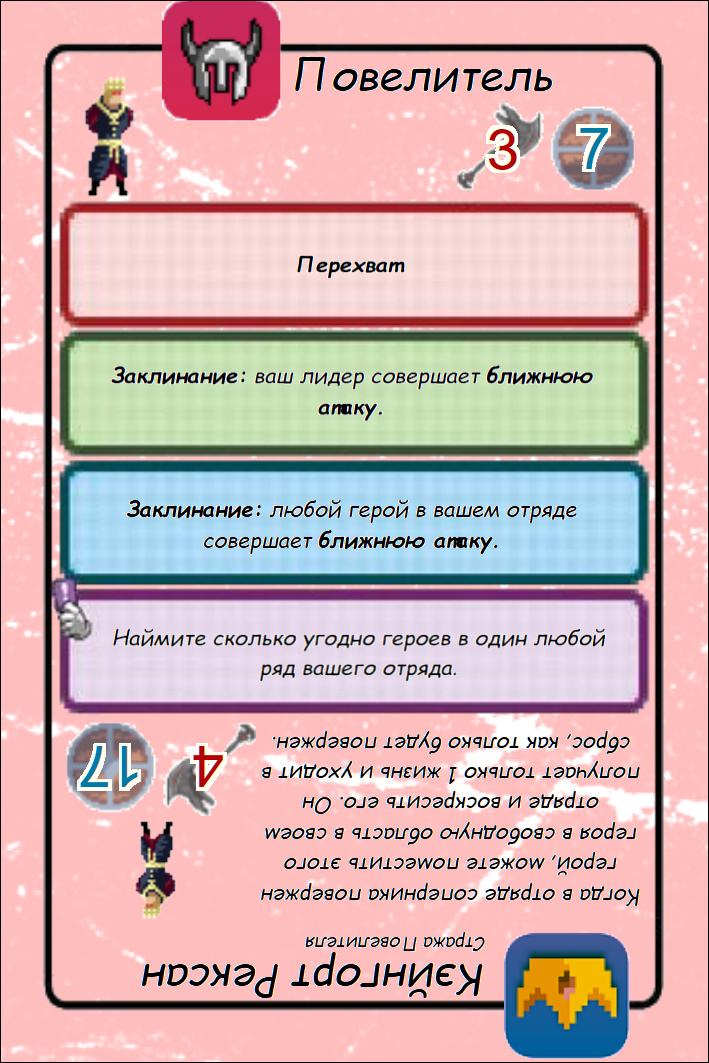 Повелитель
3
7
Перехват
Заклинание: ваш лидер совершает ближнюю
атаку.
Заклинание: любой герой в вашем отряде
совершает ближнюю атаку.
Наймите сколько угодно героев в один любой
ряд вашего отряда.
Кэйнгорт Рексан
Стража Повелителя
Когда в отряде соперника повержен
герой, можете поместить этого
героя в свободную область в своем
отряде и воскресить его. Он
получает только 1 жизнь и уходит в
сброс, как только будет повержен.
4
17